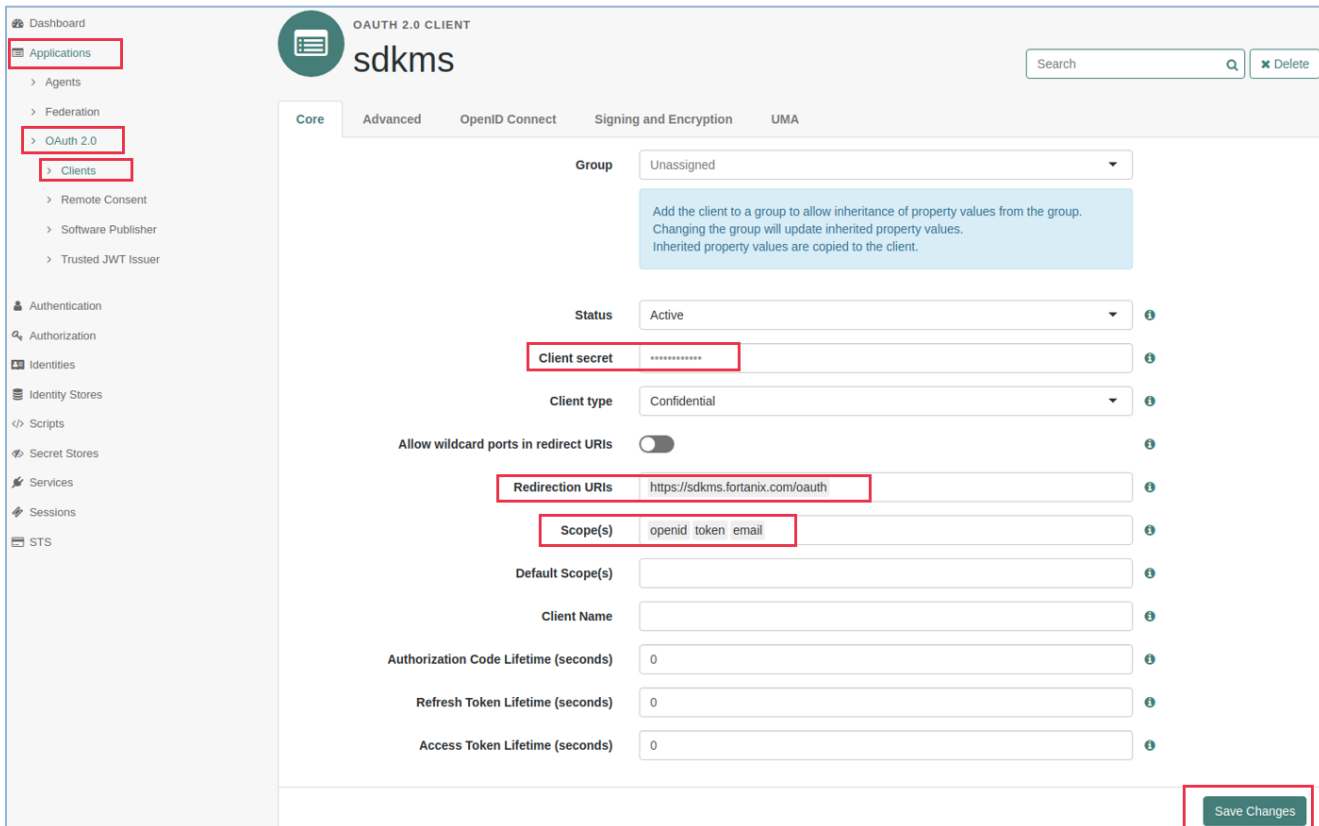 Dashboard
Applications
Agents
Federation
OAuth 2.0
Clients
Remote Consent
Software Publisher
Trusted JWT Issuer
Authentication
Authorization
Identities
Identity Stores
Scripts
Secret Stores
Services
Sessions
STS
OAUTH 2.0 CLIENT
sdkms
Search
Delete
Core Advanced OpenID Connect Signing and Encryption UMA
Group Unassigned
Add the client to a group to allow inheritance of property values from the group.
Changing the group will update inherited property values.
Inherited property values are copied to the client.
Status Active
Client secret ••••••••••••
Client type Confidential
Allow wildcard ports in redirect URIs
Redirection URIs https://sdkms.fortanix.com/oauth
Scope(s) openid token email
Default Scope(s)
Client Name
Authorization Code Lifetime (seconds) 0
Refresh Token Lifetime (seconds) 0
Access Token Lifetime (seconds) 0
Save Changes